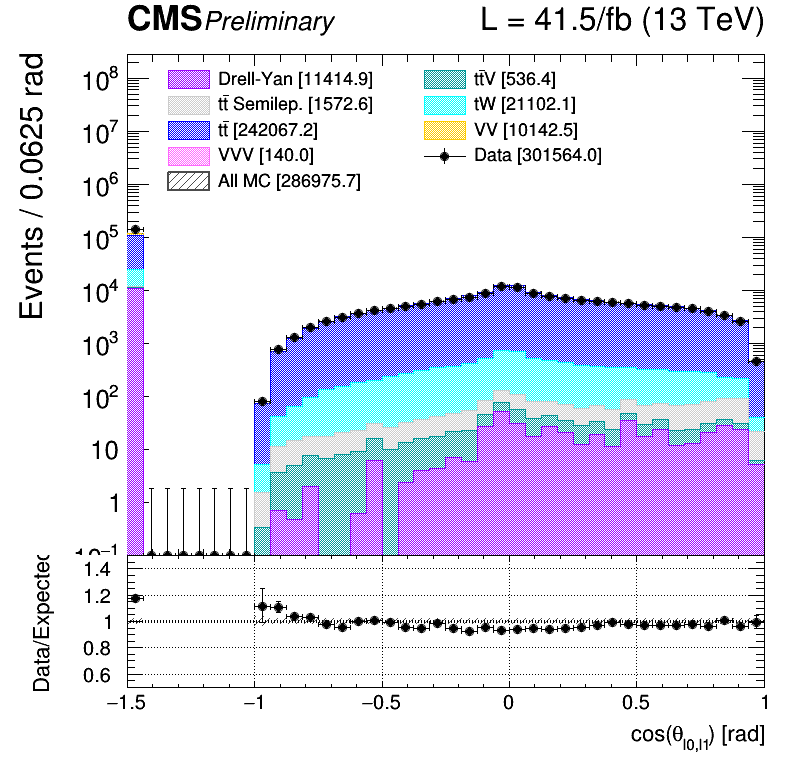 CMS Preliminary L = 41.5/fb (13 TeV)
Events / 0.0625 rad
Drell-Yan [11414.9]
tt̄ Semilep. [1572.6]
tt̄ [242067.2]
VVV [140.0]
All MC [286975.7]
tt̄V [536.4]
tW [21102.1]
VV [10142.5]
Data [301564.0]
10⁸
10⁷
10⁶
10⁵
10⁴
10³
10²
10
1
10⁻¹
Data/Expected
1.4
1.2
1
0.8
0.6
−1.5 −1 −0.5 0 0.5 1
cos(θl0,l1) [rad]